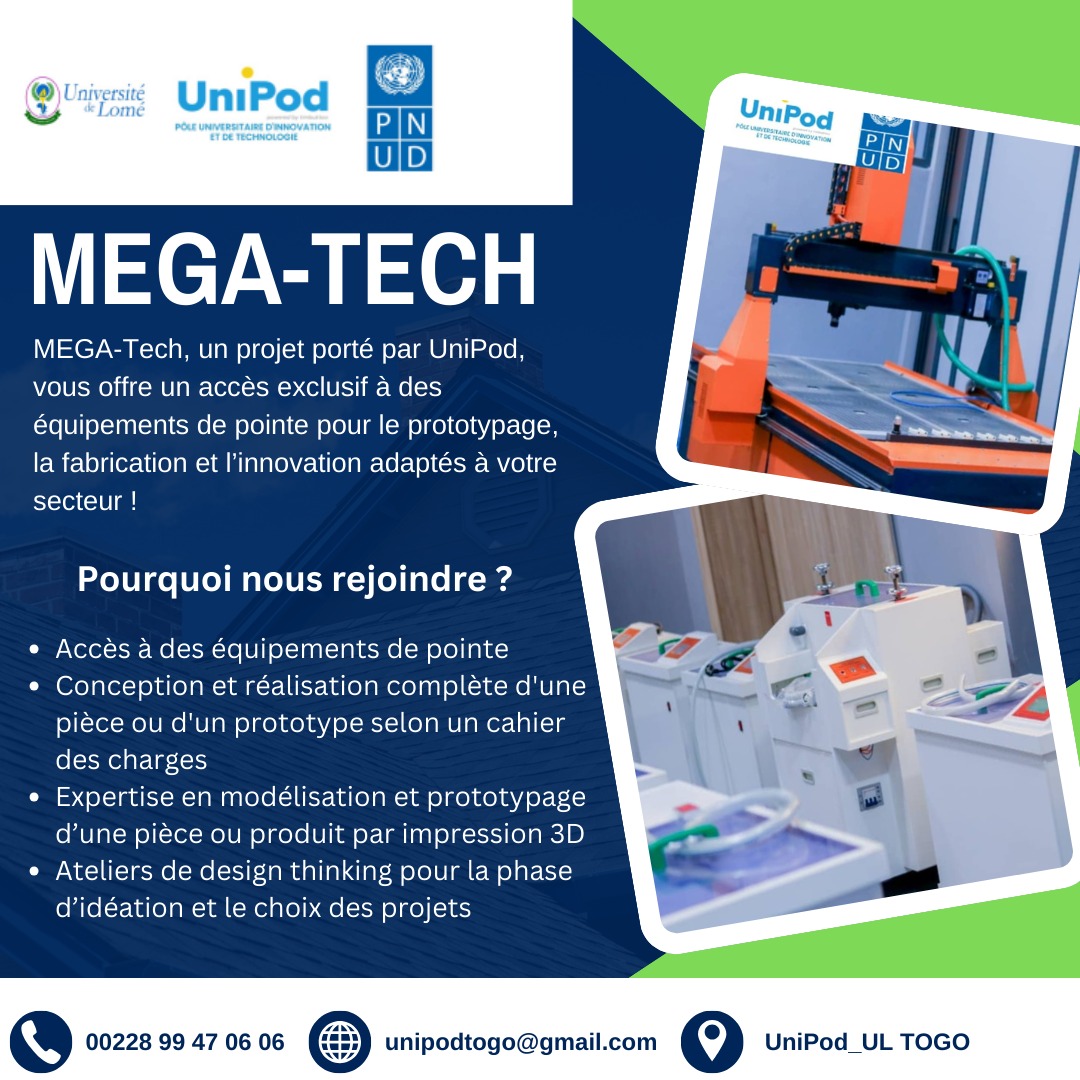 Université
de Lomé
UniPod
powered by timbuktoo
PÔLE UNIVERSITAIRE D'INNOVATION
ET DE TECHNOLOGIE
P N
U D
UniPod
PÔLE UNIVERSITAIRE D'INNOVATION
ET DE TECHNOLOGIE
P N
U D
MEGA-TECH
MEGA-Tech, un projet porté par UniPod,
vous offre un accès exclusif à des
équipements de pointe pour le prototypage,
la fabrication et l’innovation adaptés à votre
secteur !
Pourquoi nous rejoindre ?
• Accès à des équipements de pointe
• Conception et réalisation complète d'une
pièce ou d'un prototype selon un cahier
des charges
• Expertise en modélisation et prototypage
d’une pièce ou produit par impression 3D
• Ateliers de design thinking pour la phase
d’idéation et le choix des projets
00228 99 47 06 06
unipodtogo@gmail.com
UniPod_UL TOGO